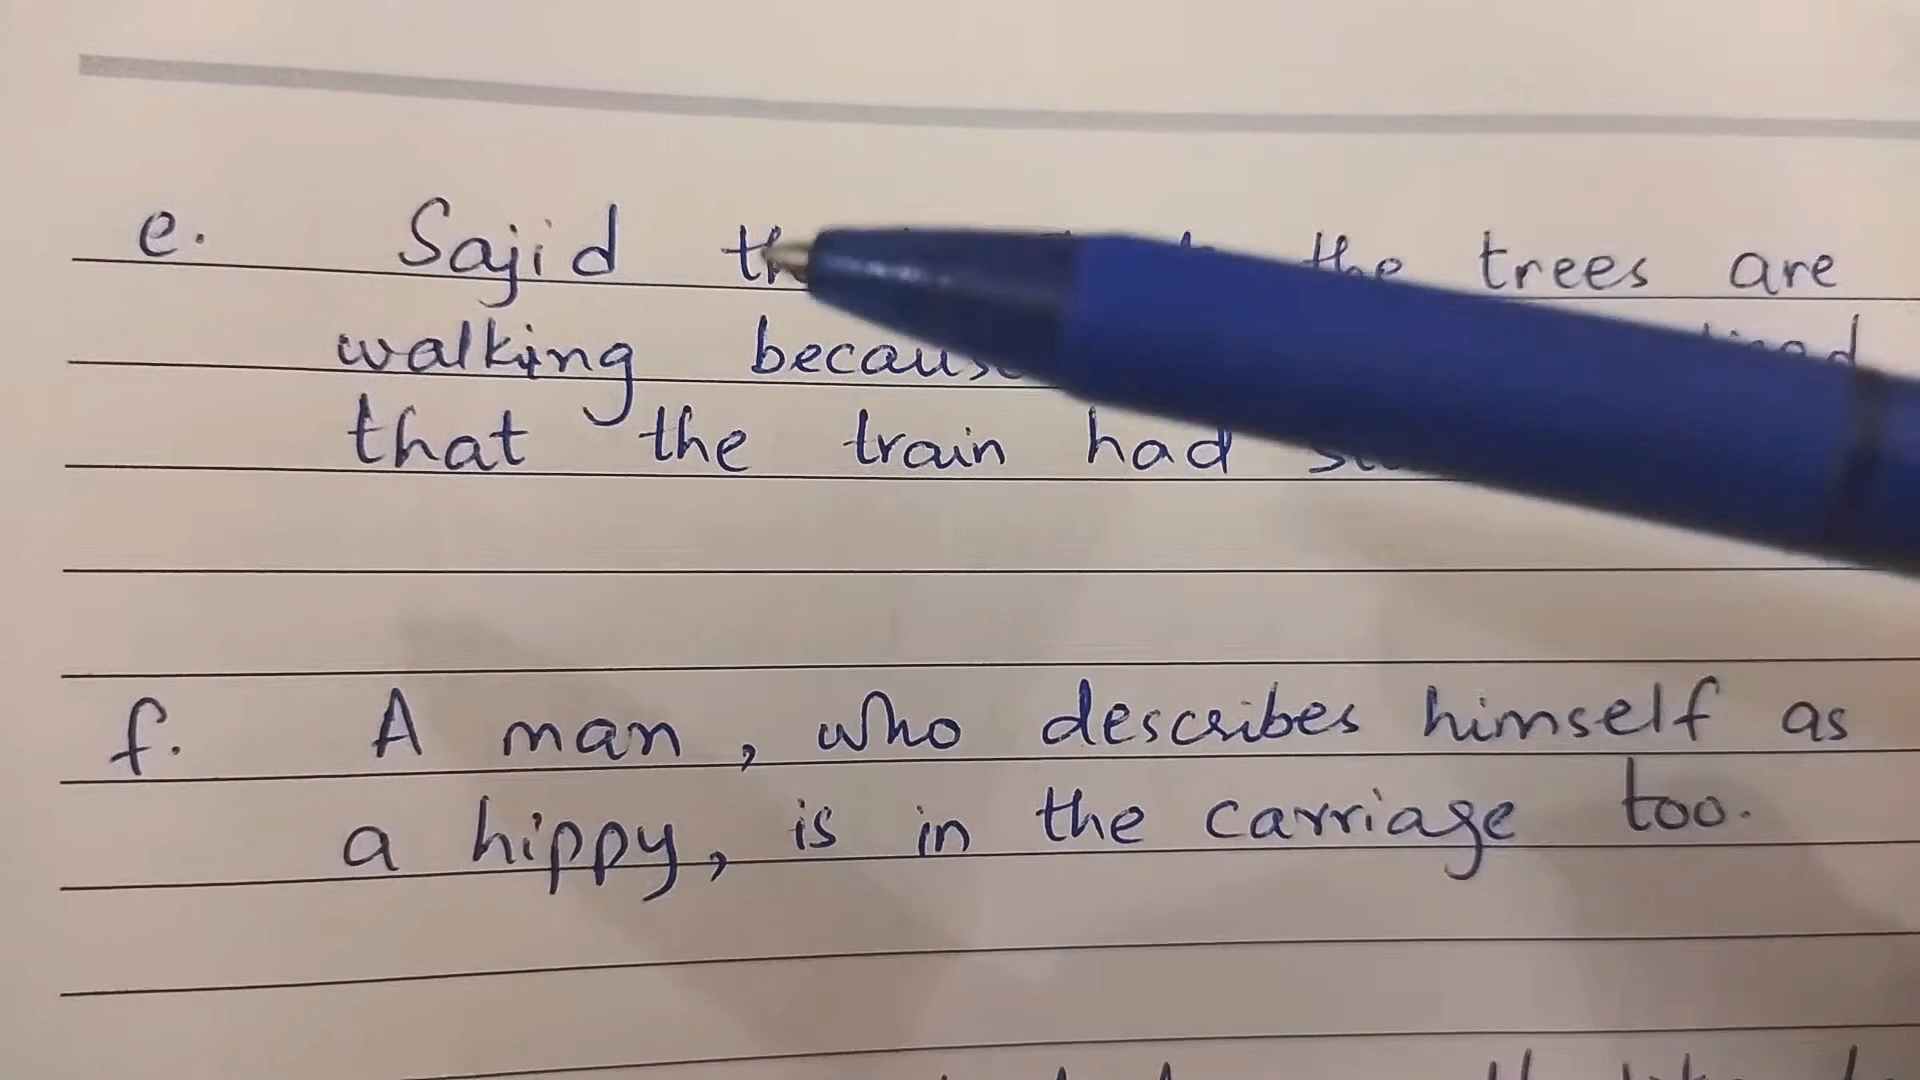 e. Sajid the trees are
walking because
that the train had
f. A man, who describes himself as
a hippy, is in the carriage too.